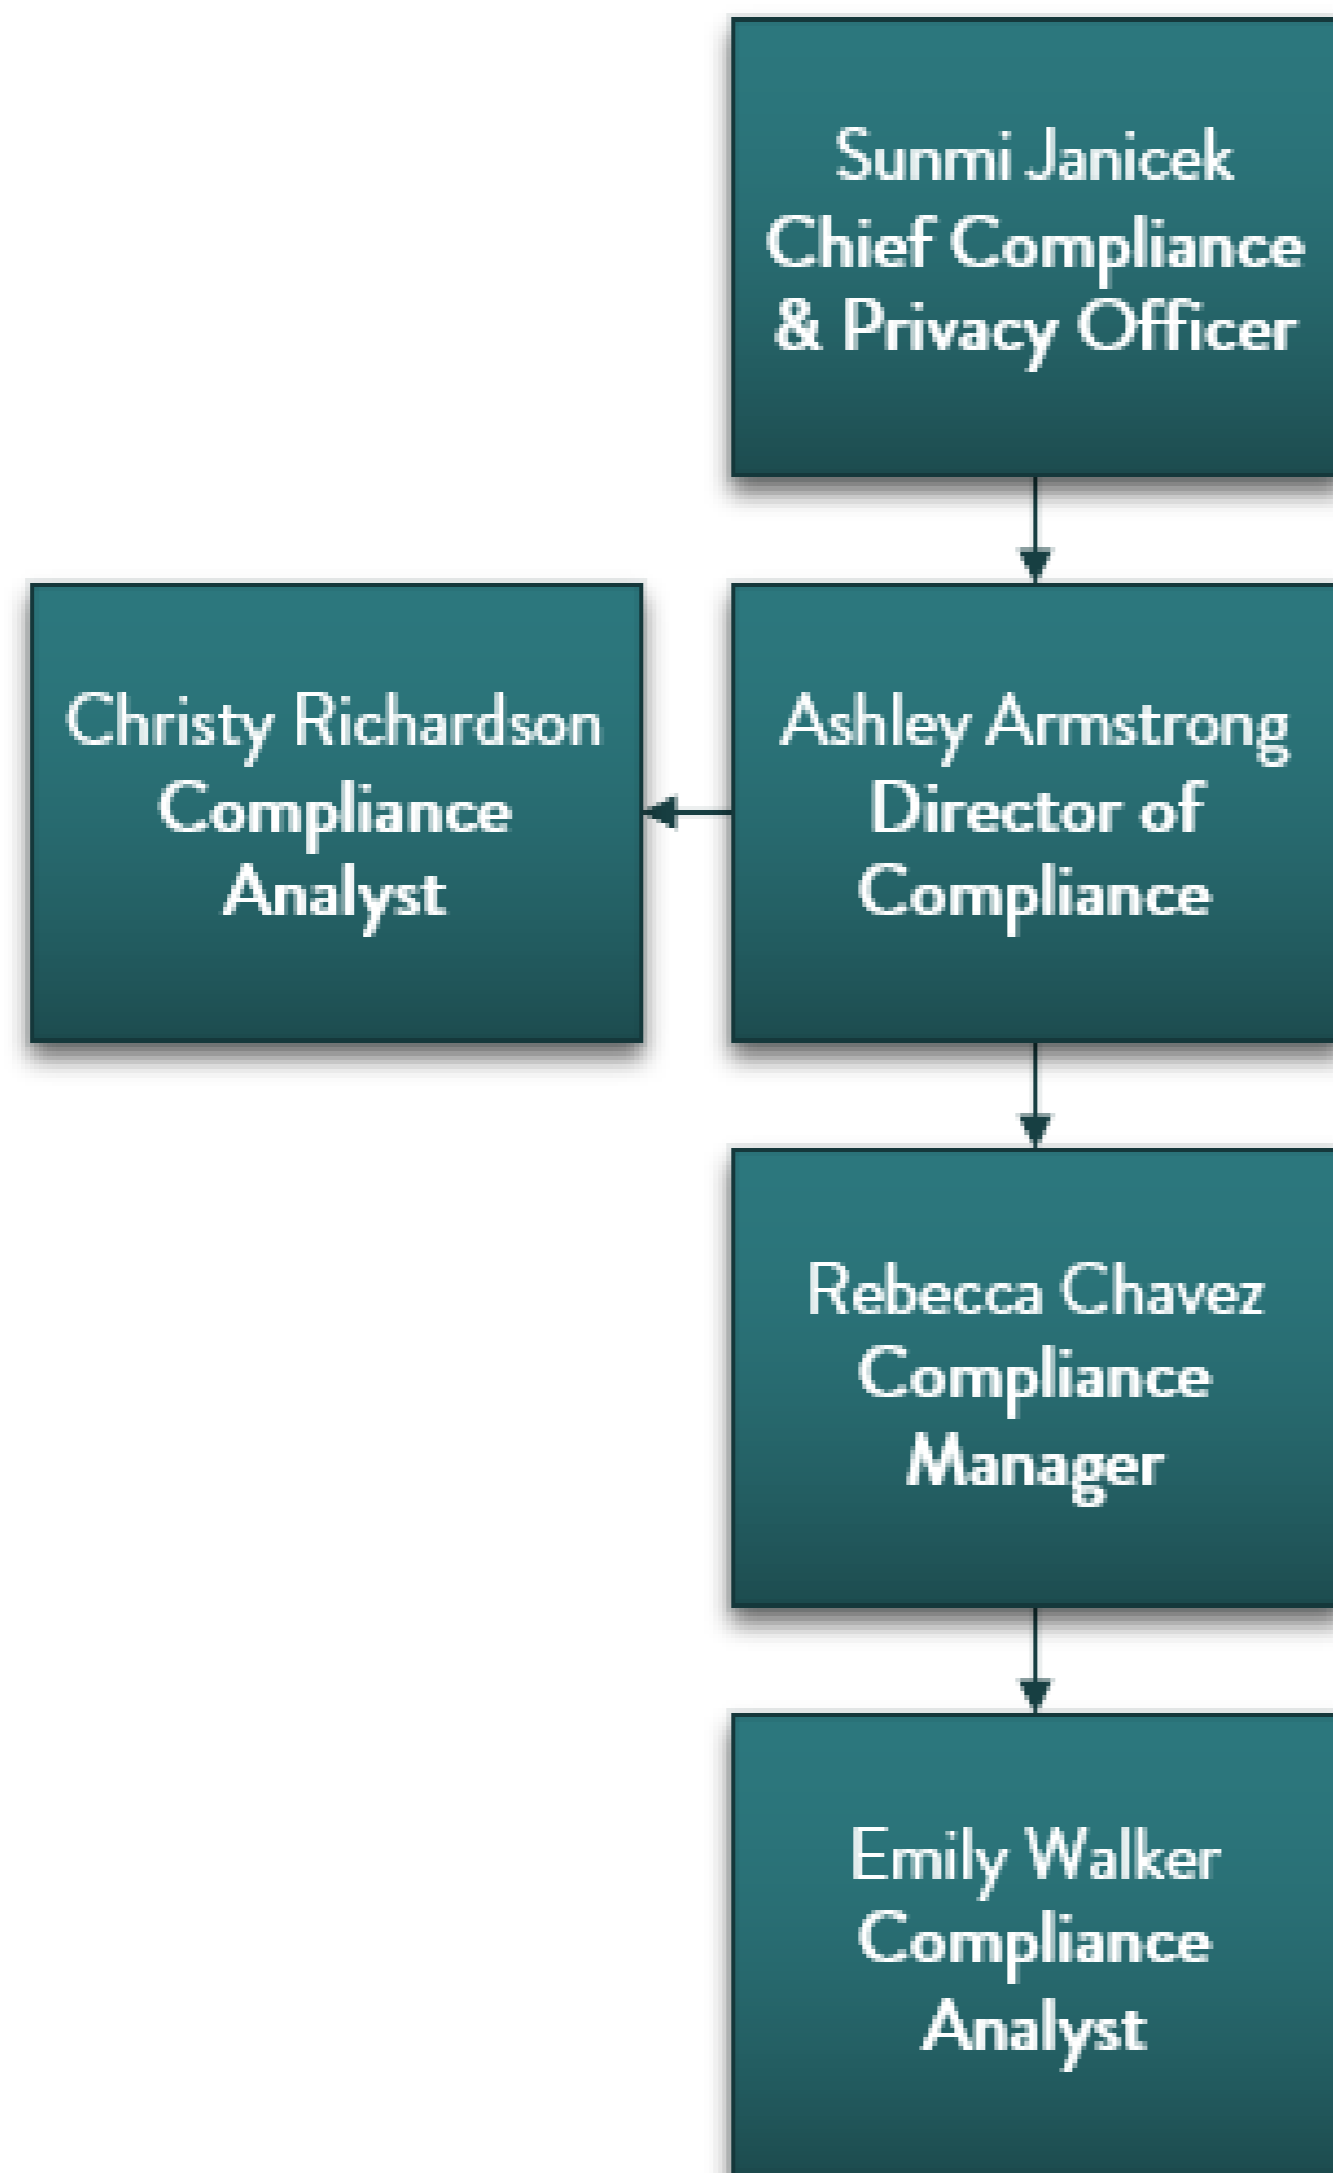 Sunmi Janicek
Chief Compliance
& Privacy Officer
Christy Richardson
Compliance
Analyst
Ashley Armstrong
Director of
Compliance
Rebecca Chavez
Compliance
Manager
Emily Walker
Compliance
Analyst